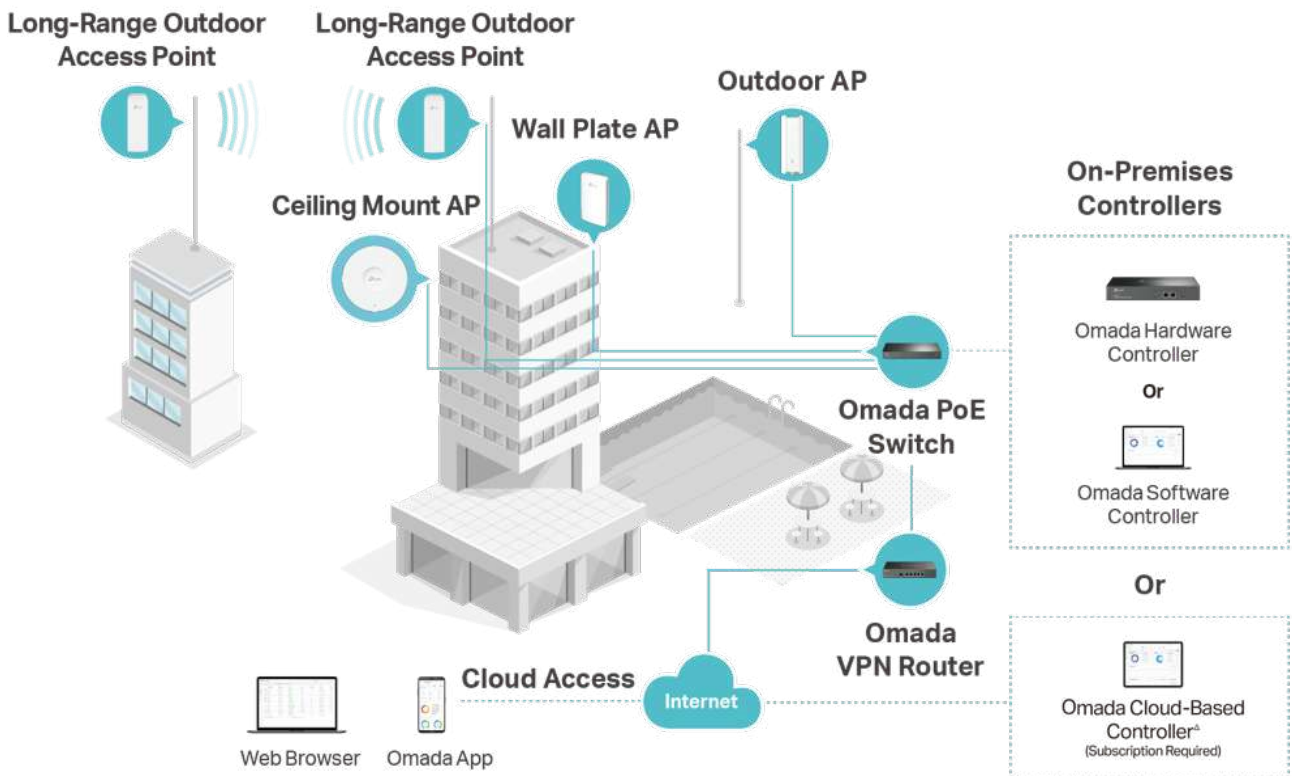 Long-Range Outdoor
Access Point
Long-Range Outdoor
Access Point
Outdoor AP
Wall Plate AP
Ceiling Mount AP
On-Premises
Controllers
Omada Hardware
Controller
Or
Omada Software
Controller
Omada PoE
Switch
Or
Omada
VPN Router
Cloud Access
Internet
Omada Cloud-Based
Controller△
(Subscription Required)
Web Browser
Omada App